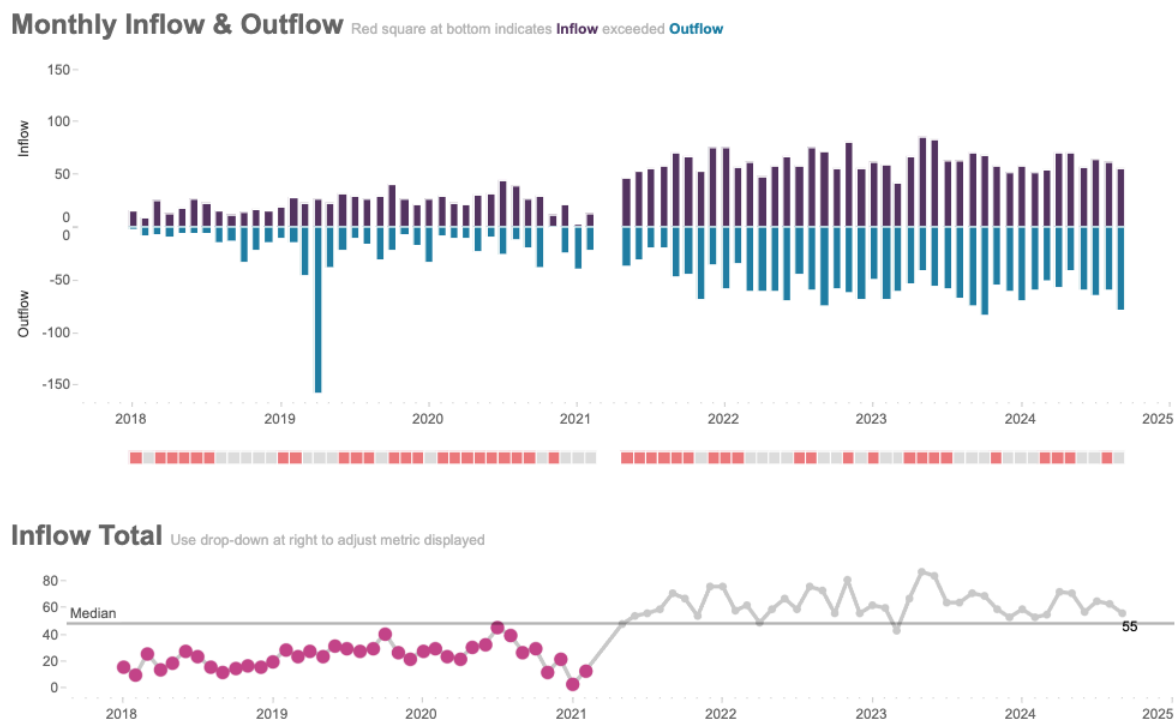 Monthly Inflow & Outflow Red square at bottom indicates Inflow exceeded Outflow
150
100
Inflow
50
0
0
-50
Outflow
-100
-150
2018 2019 2020 2021 2022 2023 2024 2025
Inflow Total Use drop-down at right to adjust metric displayed
80
Median
60
55
40
20
0
2018 2019 2020 2021 2022 2023 2024 2025